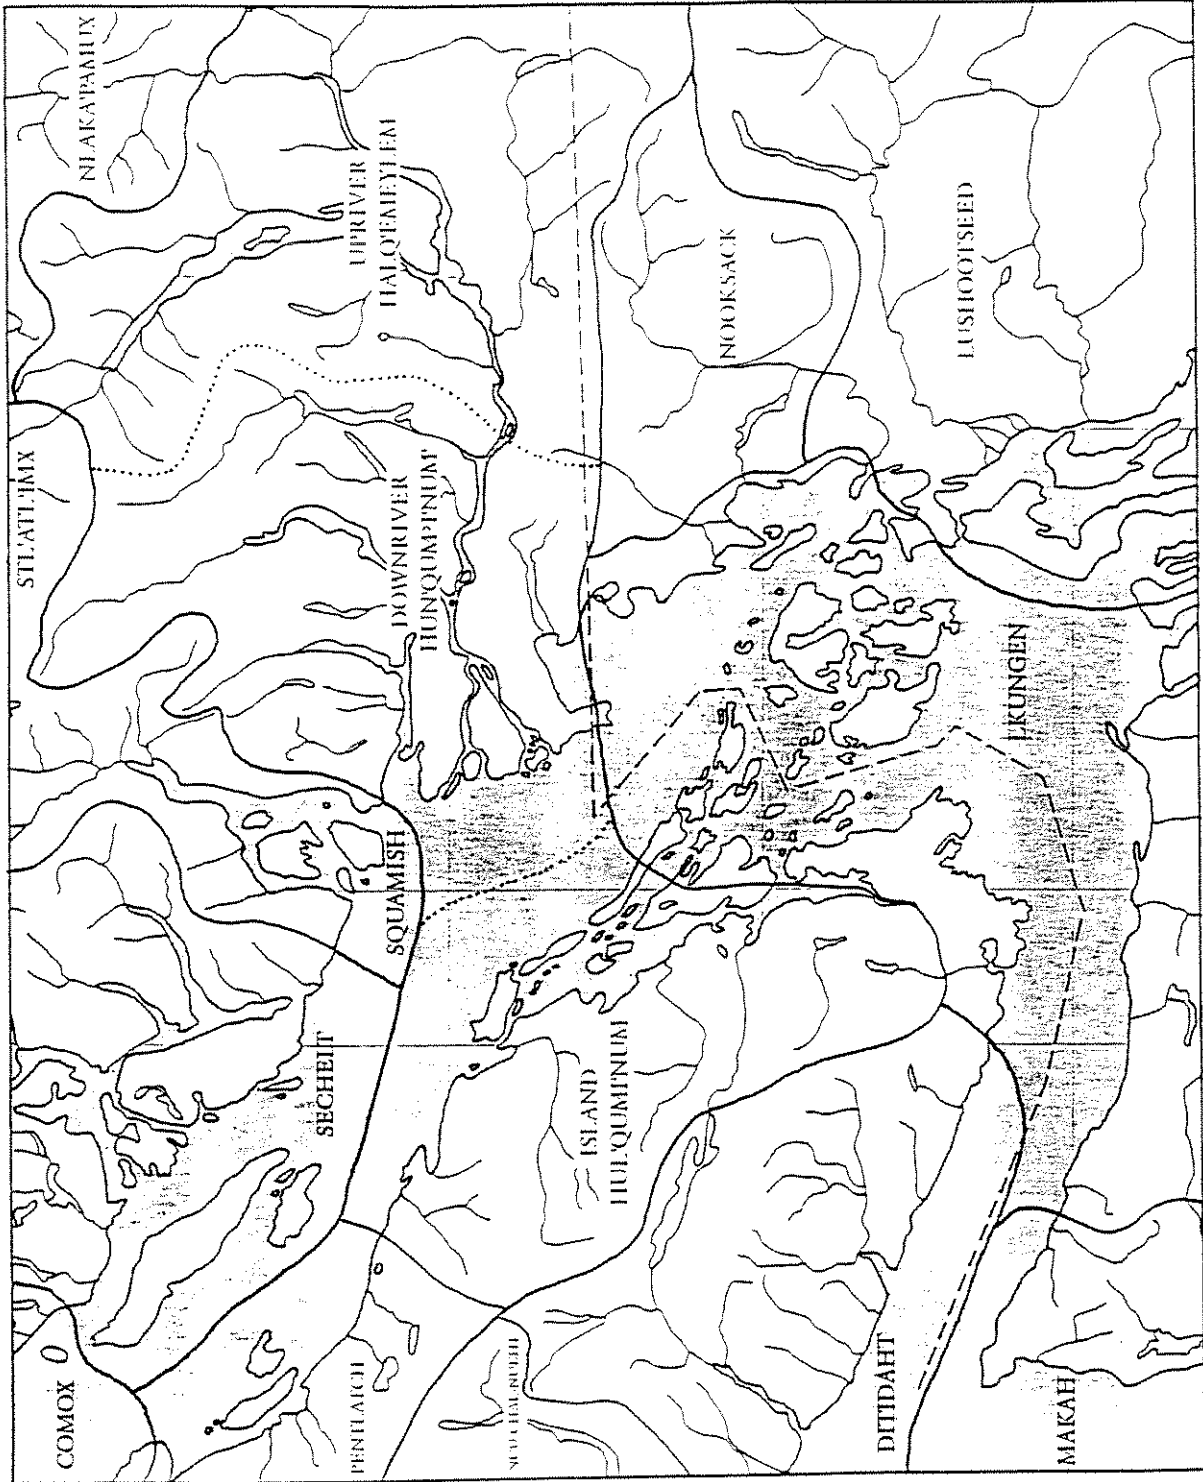 COMOX
STL'ATL'IMX
NLAKA'PAMUX
SECHELT
PENTLATCH
SQUAMISH
UPRIVER
HALQ'EMEYLEM
DOWNRIVER
HUNQUM'I'NUM'
ISLAND
HUL'QUMI'NUM
NOOKSACK
DITIDAHT
LUSHOOTSEED
LKUNGEN
MAKAH